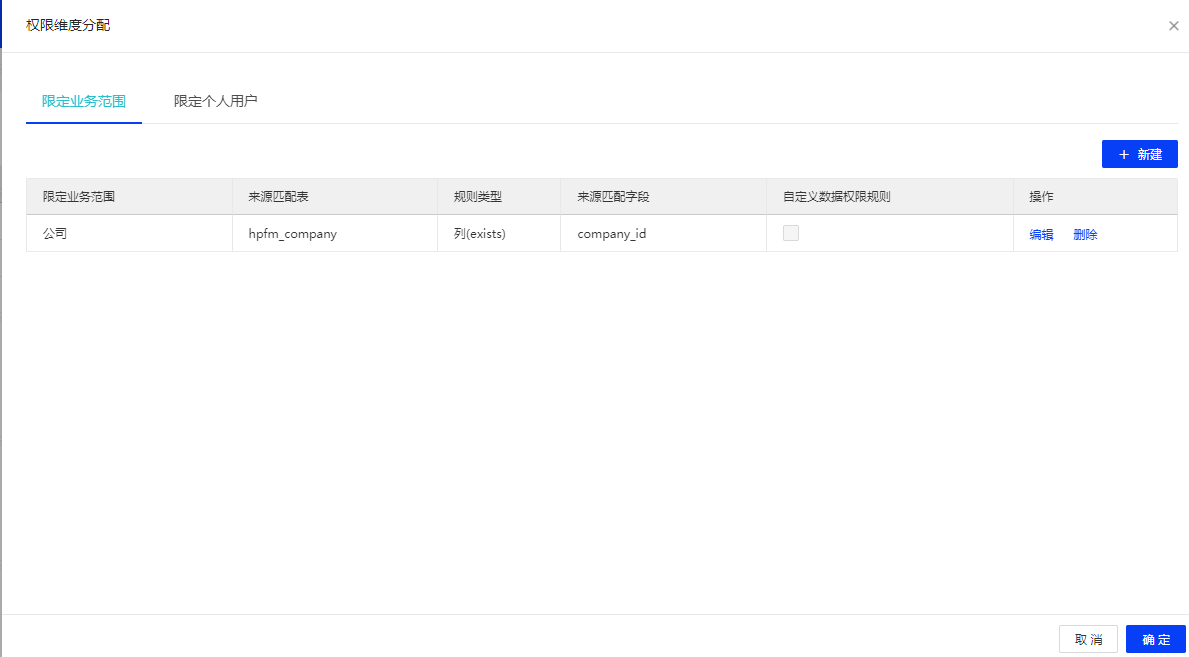 权限维度分配
限定业务范围 限定个人用户
+ 新建
限定业务范围 来源匹配表 规则类型 来源匹配字段 自定义数据权限规则 操作
公司 hpfm_company 列(exists) company_id 编辑 删除
取 消 确 定